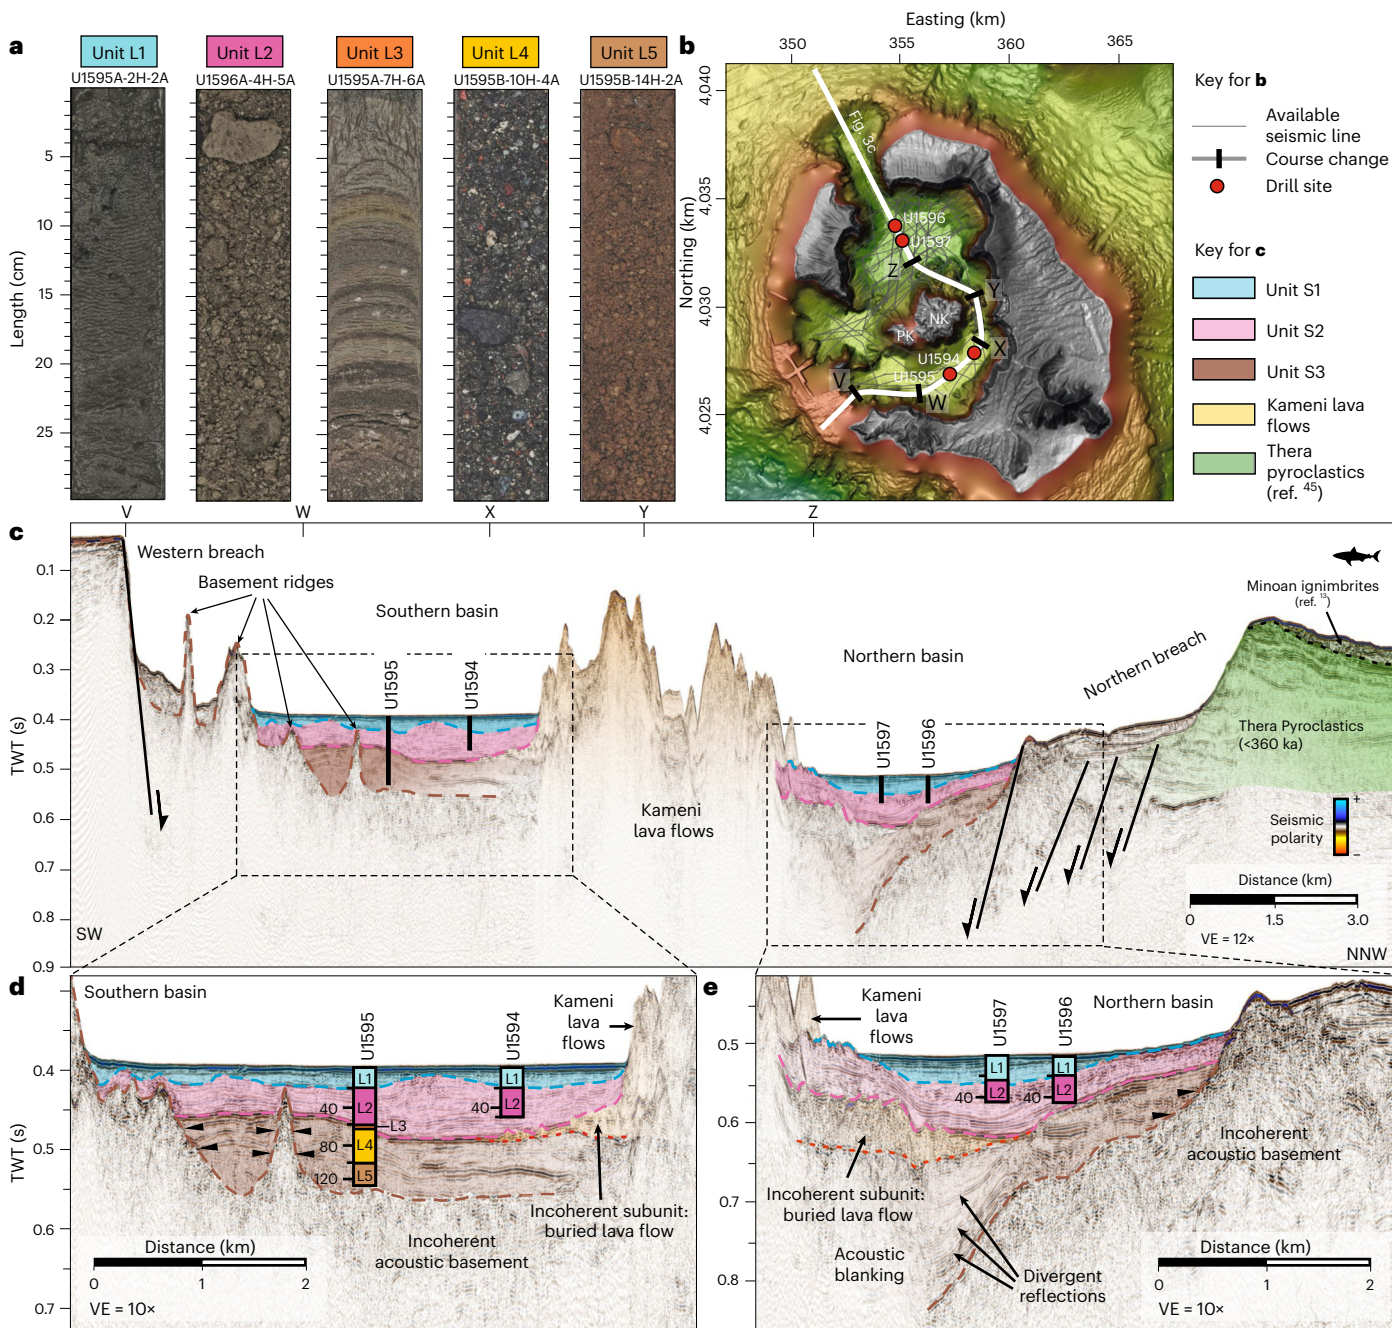 a
Unit L1
Unit L2
Unit L3
Unit L4
Unit L5
U1595A-2H-2A
U1596A-4H-5A
U1595A-7H-6A
U1595B-10H-4A
U1595B-14H-2A
Length (cm)
5
10
15
20
25
b
Easting (km)
350
355
360
365
Northing (km)
4,040
4,035
4,030
4,025
Fig. 3c
U1596
U1597
Z
Y
NK
PK
X
U1594
U1595
V
W
Key for b
Available
seismic line
Course change
Drill site
Key for c
Unit S1
Unit S2
Unit S3
Kameni lava
flows
Thera
pyroclastics
(ref. 45)
c
V
W
X
Y
Z
TWT (s)
0.1
0.2
0.3
0.4
0.5
0.6
0.7
0.8
0.9
Western breach
Basement ridges
Southern basin
U1595
U1594
Kameni
lava flows
Northern basin
U1597
U1596
Northern breach
Minoan ignimbrites
(ref. 13)
Thera Pyroclastics
(<360 ka)
Seismic
polarity
+
−
Distance (km)
0
1.5
3.0
VE = 12×
SW
NNW
d
Southern basin
TWT (s)
0.4
0.5
0.6
0.7
U1595
L1
L2
L3
L4
L5
40
80
120
U1594
L1
L2
40
Kameni
lava
flows
Incoherent subunit:
buried lava flow
Incoherent
acoustic basement
Distance (km)
0
1
2
VE = 10×
e
Kameni
lava
flows
Northern basin
0.5
0.6
0.7
0.8
U1597
L1
L2
40
U1596
L1
L2
40
Incoherent
acoustic basement
Incoherent subunit:
buried lava flow
Acoustic
blanking
Divergent
reflections
Distance (km)
0
1
2
VE = 10×